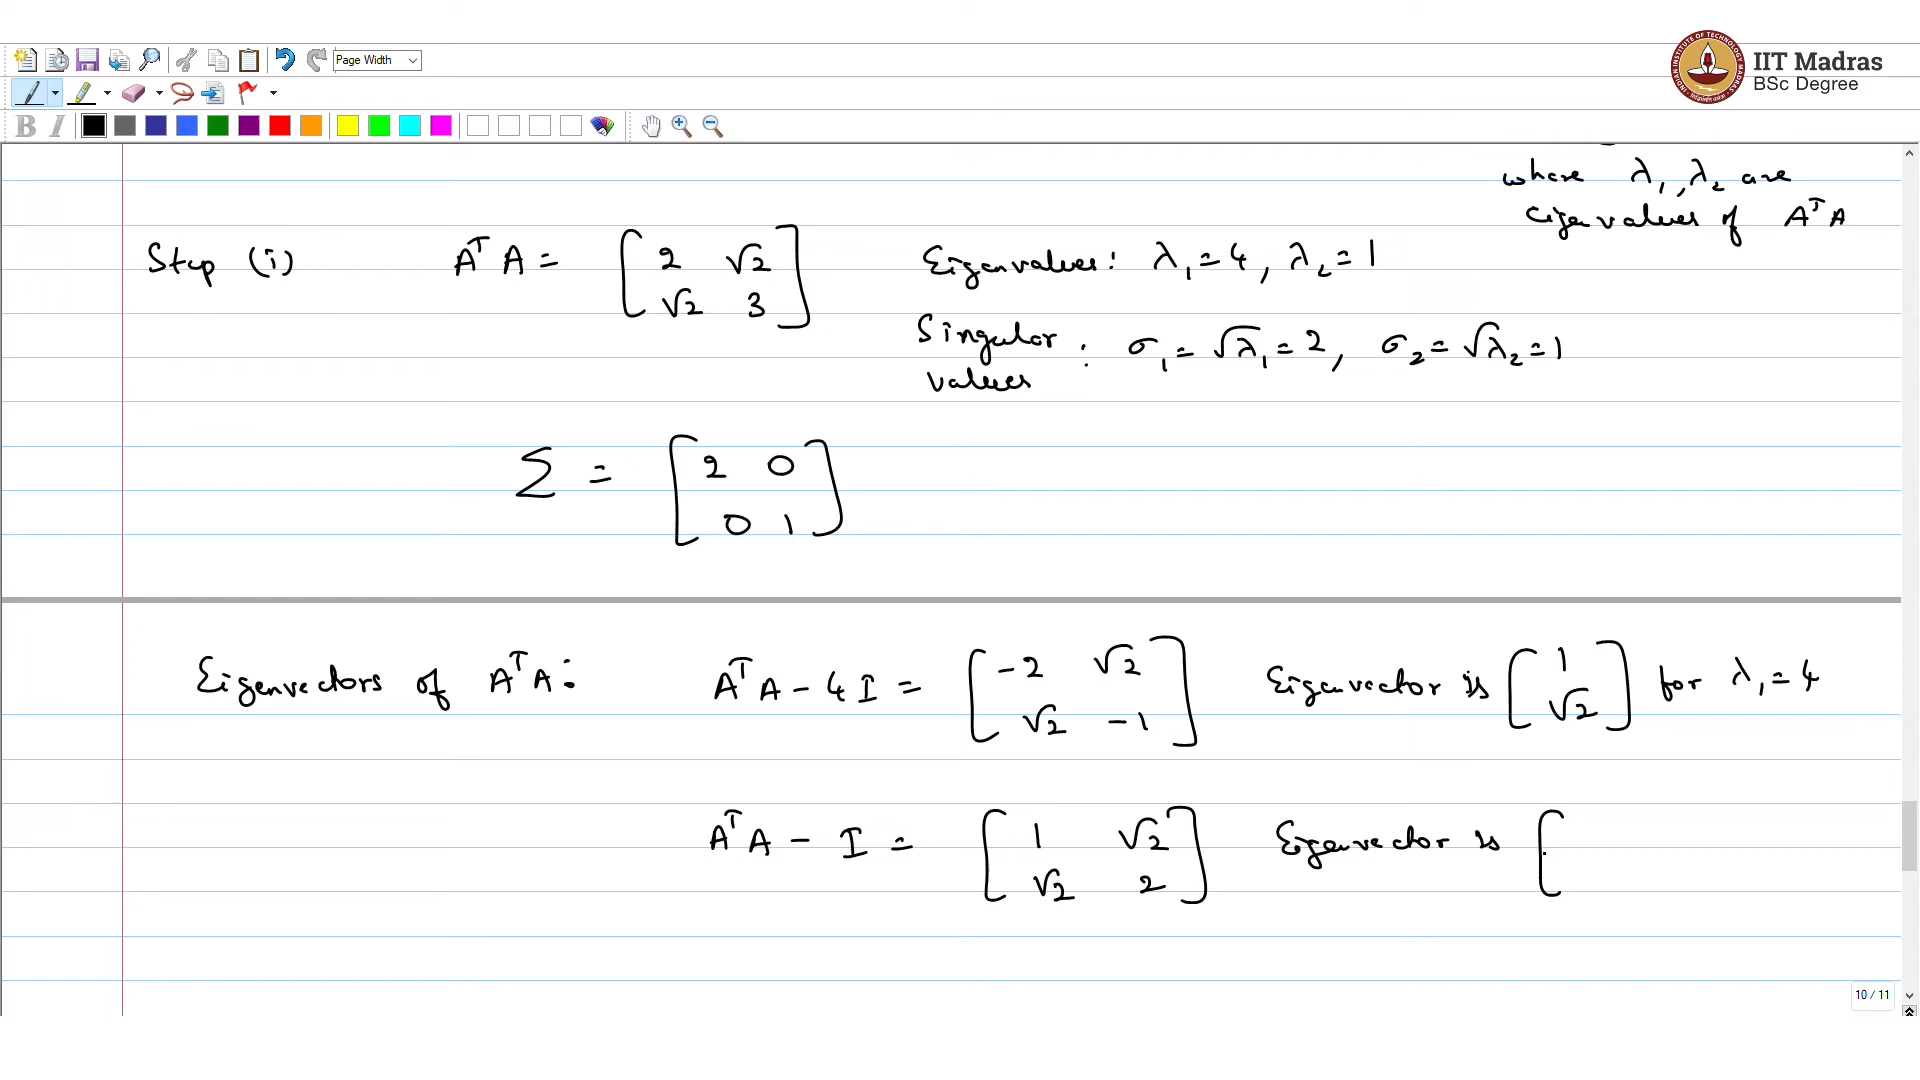 Page Width
IIT Madras
BSc Degree
B I
where λ₁, λ₂ are
eigenvalues of AᵀA
Step (i) AᵀA = [2 √2; √2 3] Eigenvalues: λ₁ = 4, λ₂ = 1
Singular values : σ₁ = √λ₁ = 2, σ₂ = √λ₂ = 1
Σ = [2 0; 0 1]
Eigenvectors of AᵀA: AᵀA - 4I = [-2 √2; √2 -1] Eigenvector is [1; √2] for λ₁ = 4
AᵀA - I = [1 √2; √2 2] Eigenvector is [
10 / 11